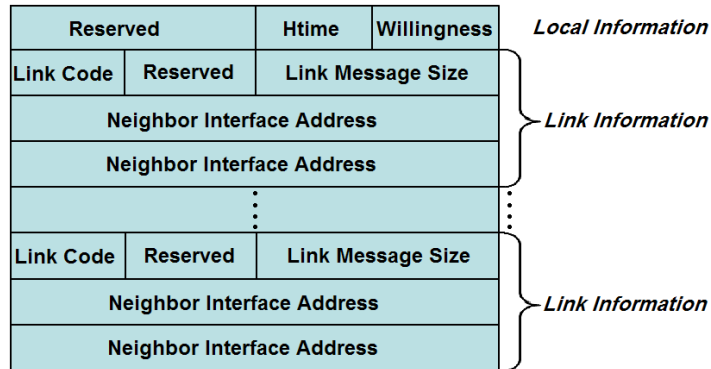 Reserved Htime Willingness Local Information
Link Code Reserved Link Message Size
Neighbor Interface Address Link Information
Neighbor Interface Address
Link Code Reserved Link Message Size
Neighbor Interface Address Link Information
Neighbor Interface Address